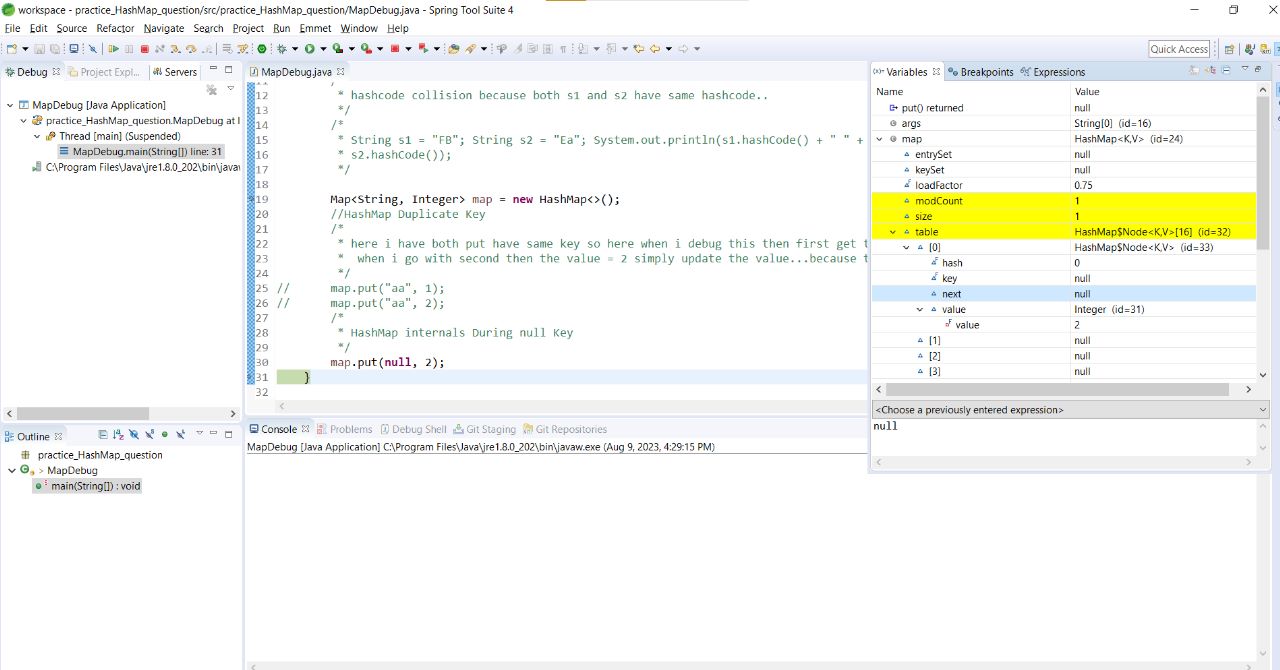 workspace - practice_HashMap_question/src/practice_HashMap_question/MapDebug.java - Spring Tool Suite 4
File Edit Source Refactor Navigate Search Project Run Emmet Window Help
Quick Access
Debug Project Expl... Servers
MapDebug [Java Application]
practice_HashMap_question.MapDebug at l
Thread [main] (Suspended)
MapDebug.main(String[]) line: 31
C:\Program Files\Java\jre1.8.0_202\bin\javaw
MapDebug.java
12 * hashcode collision because both s1 and s2 have same hashcode..
13 */
14 /*
15 * String s1 = "FB"; String s2 = "Ea"; System.out.println(s1.hashCode() + " " +
16 * s2.hashCode());
17 */
18
19 Map<String, Integer> map = new HashMap<>();
20 //HashMap Duplicate Key
21 /*
22 * here i have both put have same key so here when i debug this then first get t
23 * when i go with second then the value = 2 simply update the value...because t
24 */
25 // map.put("aa", 1);
26 // map.put("aa", 2);
27 /*
28 * HashMap internals During null Key
29 */
30 map.put(null, 2);
31 }
32
Variables Breakpoints Expressions
Name Value
put() returned null
args String[0] (id=16)
map HashMap<K,V> (id=24)
entrySet null
keySet null
loadFactor 0.75
modCount 1
size 1
table HashMap$Node<K,V>[16] (id=32)
[0] HashMap$Node<K,V> (id=33)
hash 0
key null
next null
value Integer (id=31)
value 2
[1] null
[2] null
[3] null
<Choose a previously entered expression>
null
Outline
practice_HashMap_question
MapDebug
main(String[]) : void
Console Problems Debug Shell Git Staging Git Repositories
MapDebug [Java Application] C:\Program Files\Java\jre1.8.0_202\bin\javaw.exe (Aug 9, 2023, 4:29:15 PM)